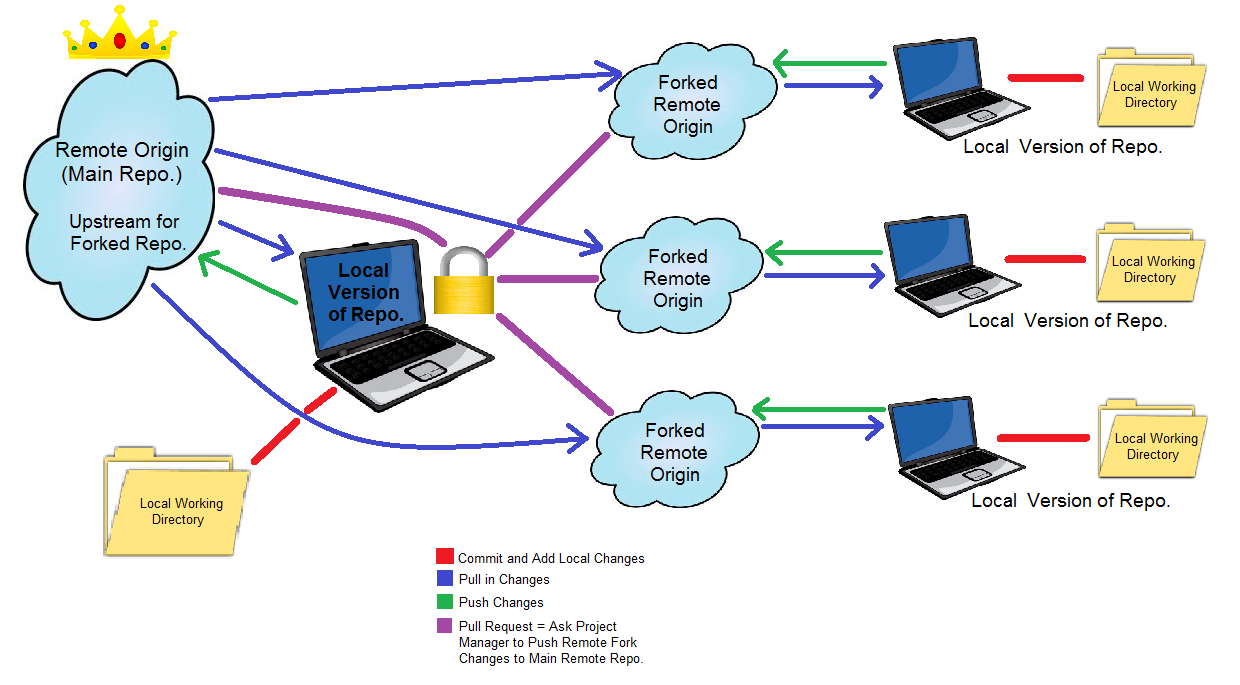 Remote Origin
(Main Repo.)
Upstream for
Forked Repo.
Local
Version
of Repo.
Local Working
Directory
Forked
Remote
Origin
Local Working
Directory
Local Version of Repo.
Forked
Remote
Origin
Local Working
Directory
Local Version of Repo.
Forked
Remote
Origin
Local Working
Directory
Local Version of Repo.
Commit and Add Local Changes
Pull in Changes
Push Changes
Pull Request = Ask Project
Manager to Push Remote Fork
Changes to Main Remote Repo.